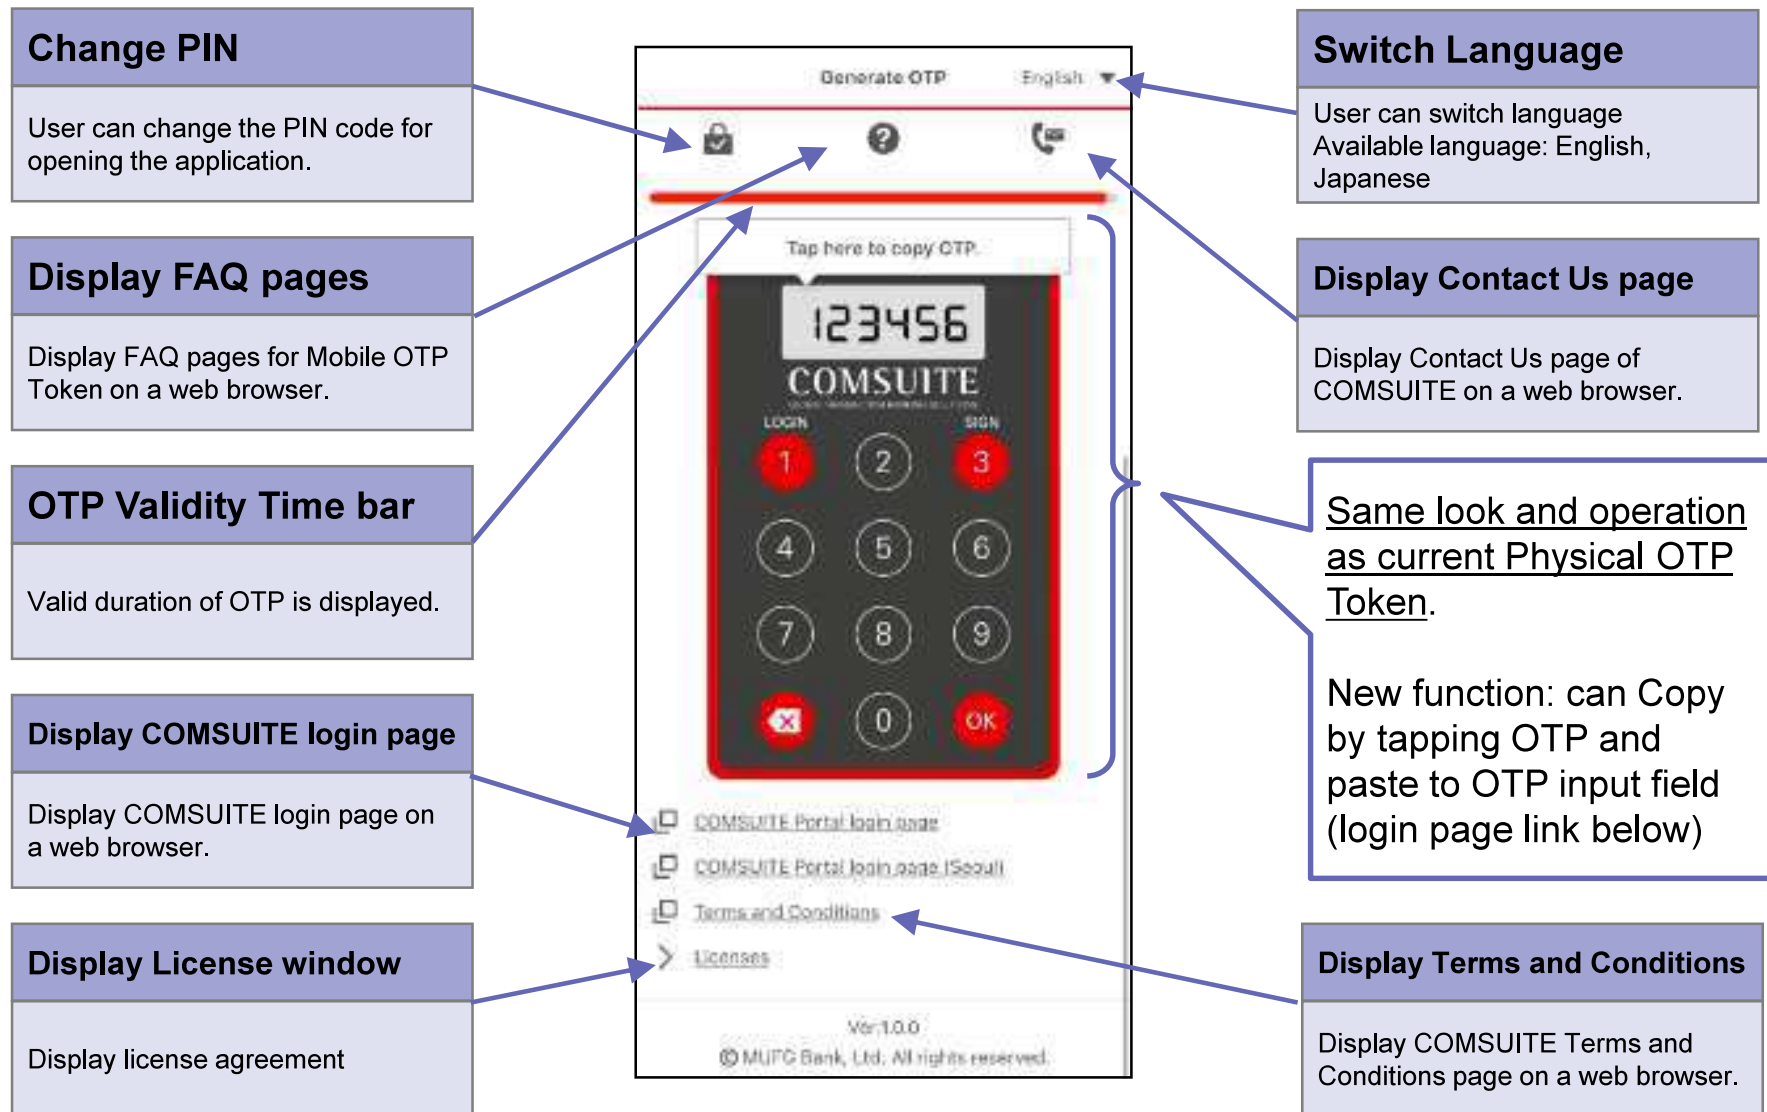 Change PIN
User can change the PIN code for
opening the application.
Display FAQ pages
Display FAQ pages for Mobile OTP
Token on a web browser.
OTP Validity Time bar
Valid duration of OTP is displayed.
Display COMSUITE login page
Display COMSUITE login page on
a web browser.
Display License window
Display license agreement
Generate OTP
English
Tap here to copy OTP.
123456
COMSUITE
LOGIN
SIGN
1
2
3
4
5
6
7
8
9
0
OK
COMSUITE Portal login page
COMSUITE Portal login page (Seoul)
Terms and Conditions
Licenses
Ver.1.0.0
© MUFG Bank, Ltd. All rights reserved.
Switch Language
User can switch language
Available language: English,
Japanese
Display Contact Us page
Display Contact Us page of
COMSUITE on a web browser.
Same look and operation
as current Physical OTP
Token.
New function: can Copy
by tapping OTP and
paste to OTP input field
(login page link below)
Display Terms and Conditions
Display COMSUITE Terms and
Conditions page on a web browser.